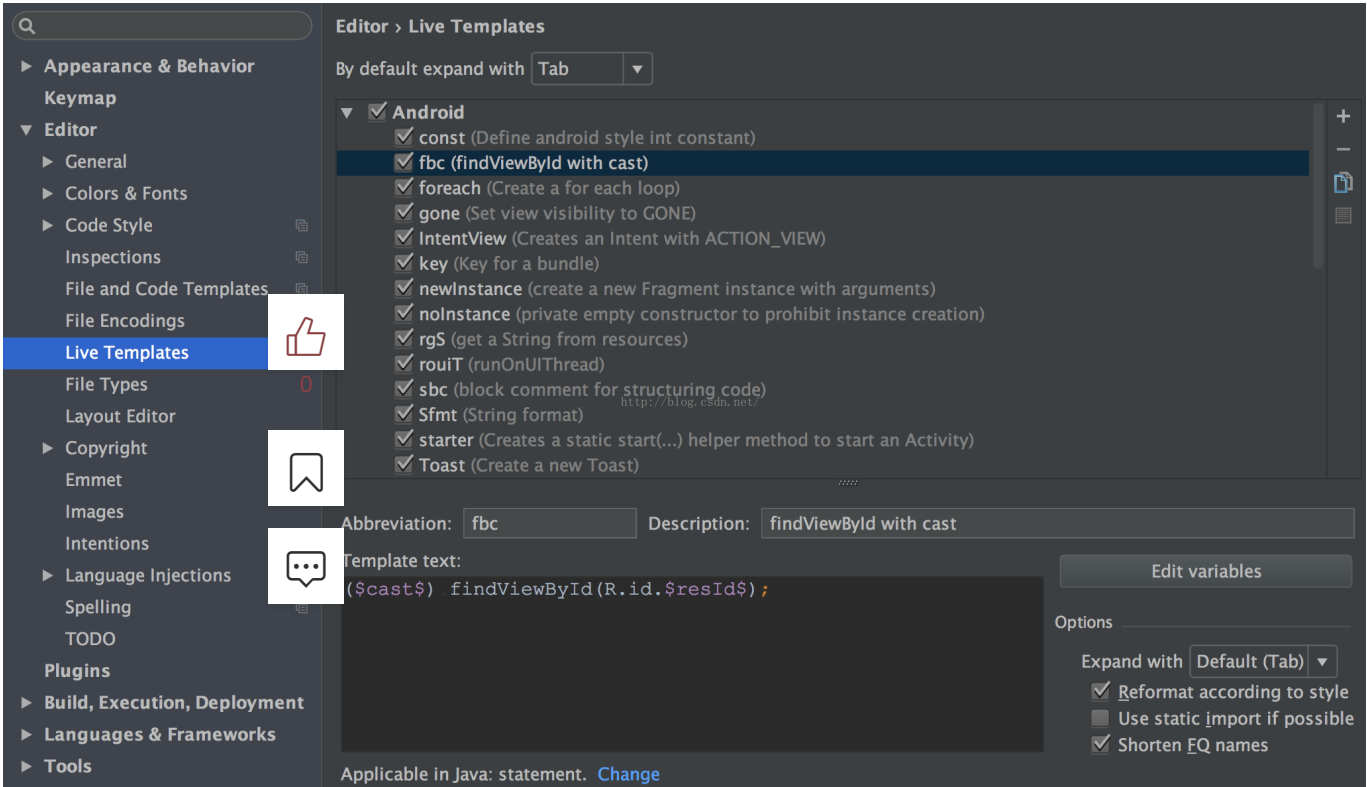 Appearance & Behavior
Keymap
Editor
General
Colors & Fonts
Code Style
Inspections
File and Code Templates
File Encodings
Live Templates
File Types
0
Layout Editor
Copyright
Emmet
Images
Intentions
Language Injections
Spelling
TODO
Plugins
Build, Execution, Deployment
Languages & Frameworks
Tools
Editor › Live Templates
By default expand with Tab
Android
const (Define android style int constant)
fbc (findViewById with cast)
foreach (Create a for each loop)
gone (Set view visibility to GONE)
IntentView (Creates an Intent with ACTION_VIEW)
key (Key for a bundle)
newInstance (create a new Fragment instance with arguments)
noInstance (private empty constructor to prohibit instance creation)
rgS (get a String from resources)
rouiT (runOnUIThread)
sbc (block comment for structuring code)
http://blog.csdn.net/
Sfmt (String format)
starter (Creates a static start(...) helper method to start an Activity)
Toast (Create a new Toast)
Abbreviation: fbc Description: findViewById with cast
Template text:
($cast$) findViewById(R.id.$resId$);
Edit variables
Options
Expand with Default (Tab)
Reformat according to style
Use static import if possible
Shorten FQ names
Applicable in Java: statement. Change